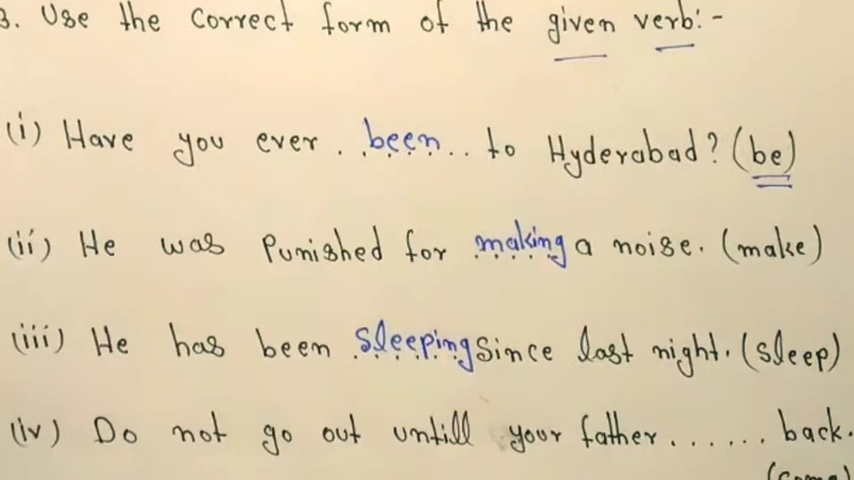 3. Use the correct form of the given verb:-
(i) Have you ever . been .. to Hyderabad? (be)
(ii) He was Punished for making a noise. (make)
(iii) He has been sleeping Since last night. (sleep)
(iv) Do not go out untill your father ...... back.
(come)